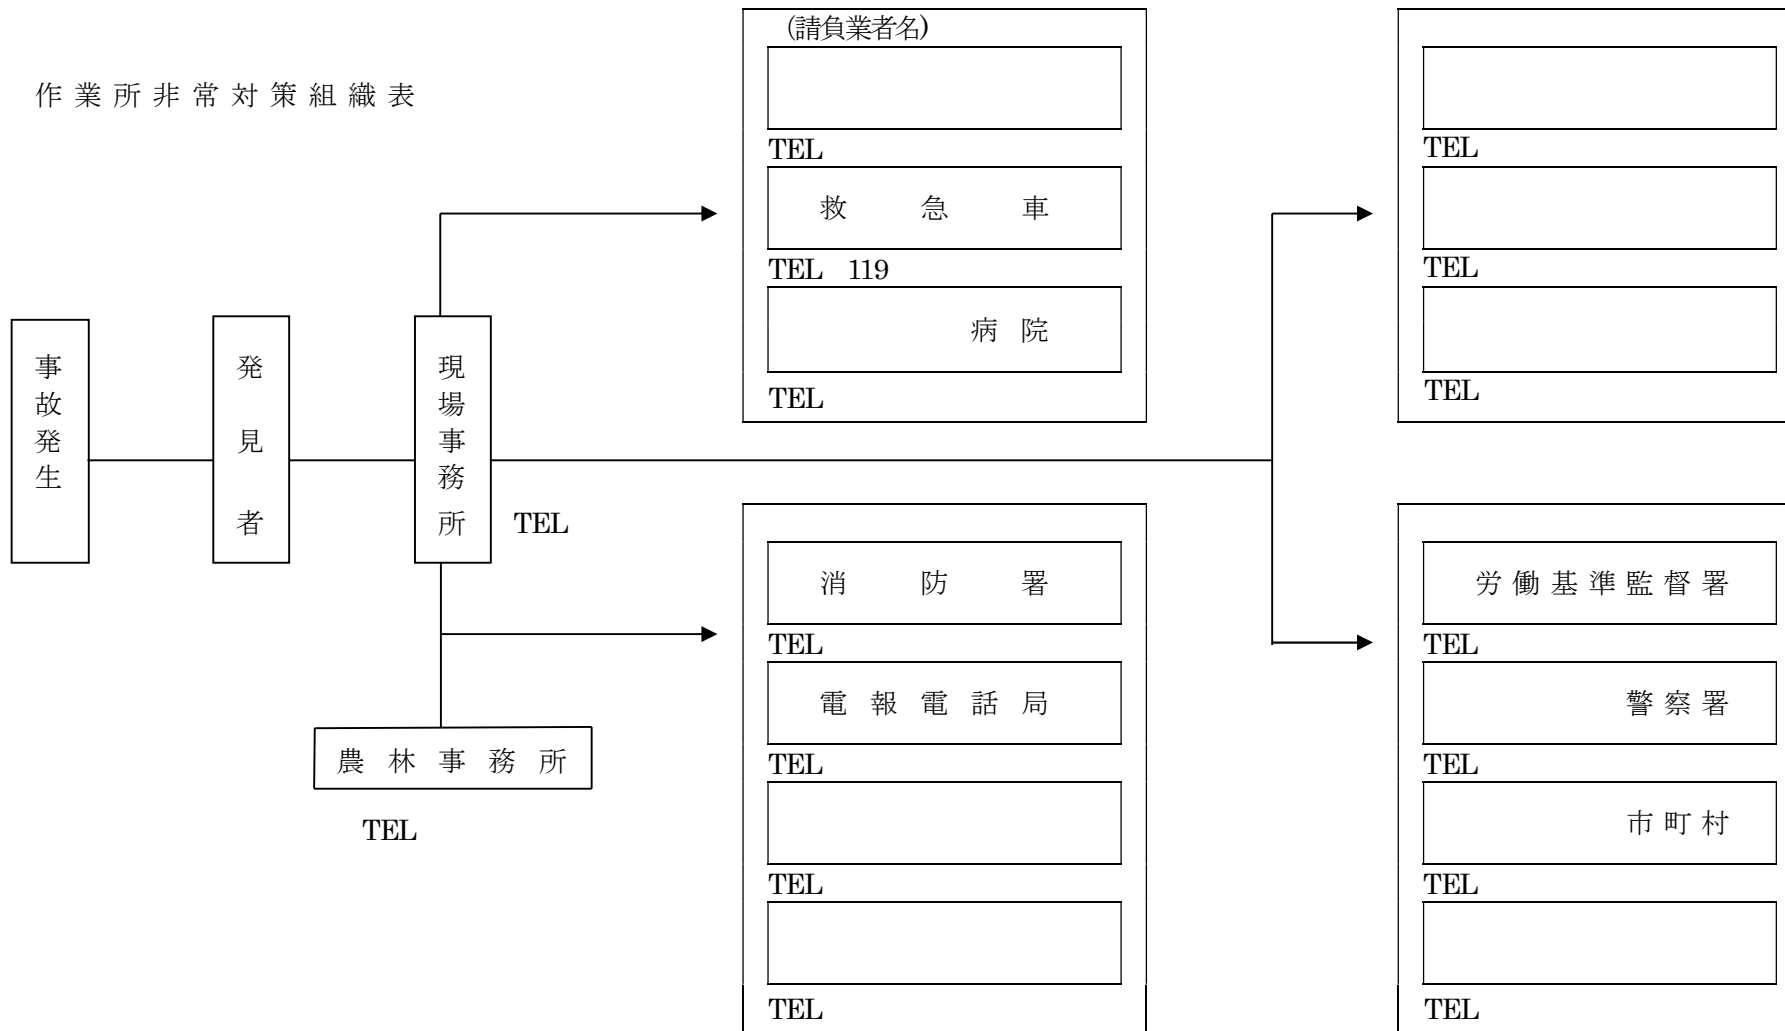 作業所非常対策組織表
事故発生
発見者
現場事務所
TEL
農林事務所
TEL
(請負業者名)
TEL
救急車
TEL 119
病院
TEL
消防署
TEL
電報電話局
TEL
TEL
TEL
TEL
TEL
TEL
労働基準監督署
TEL
警察署
TEL
市町村
TEL
TEL